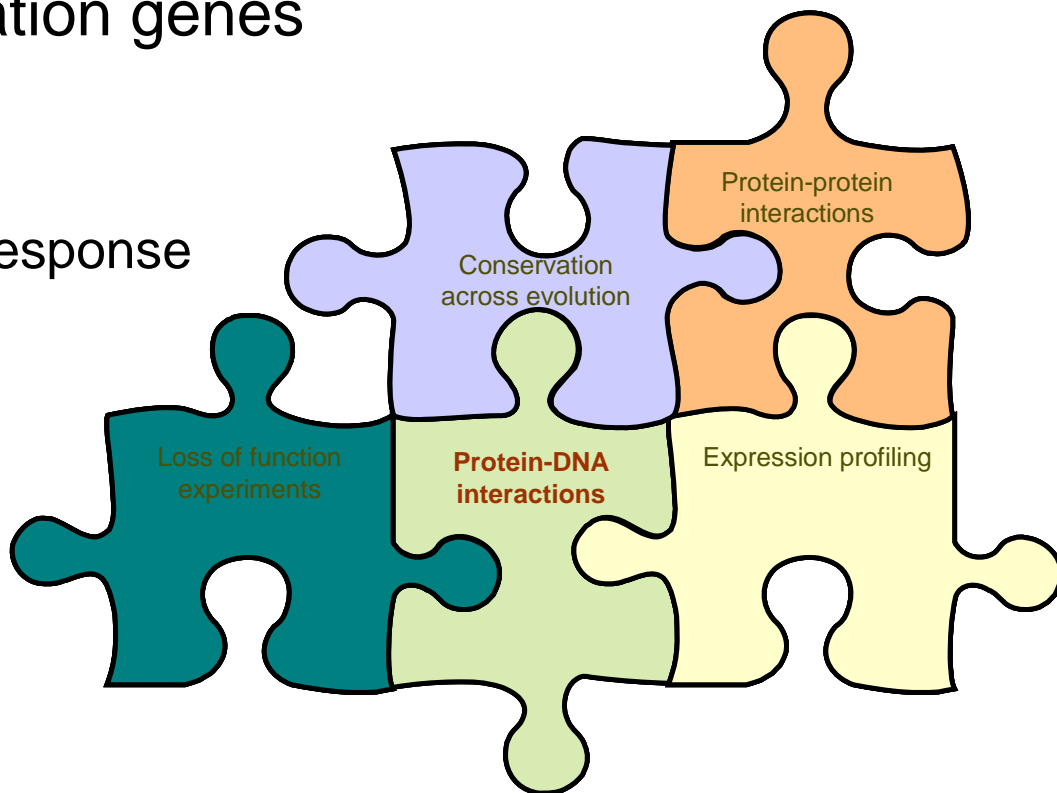 ation genes
esponse
Protein-protein
interactions
Conservation
across evolution
Loss of function
experiments
Protein-DNA
interactions
Expression profiling